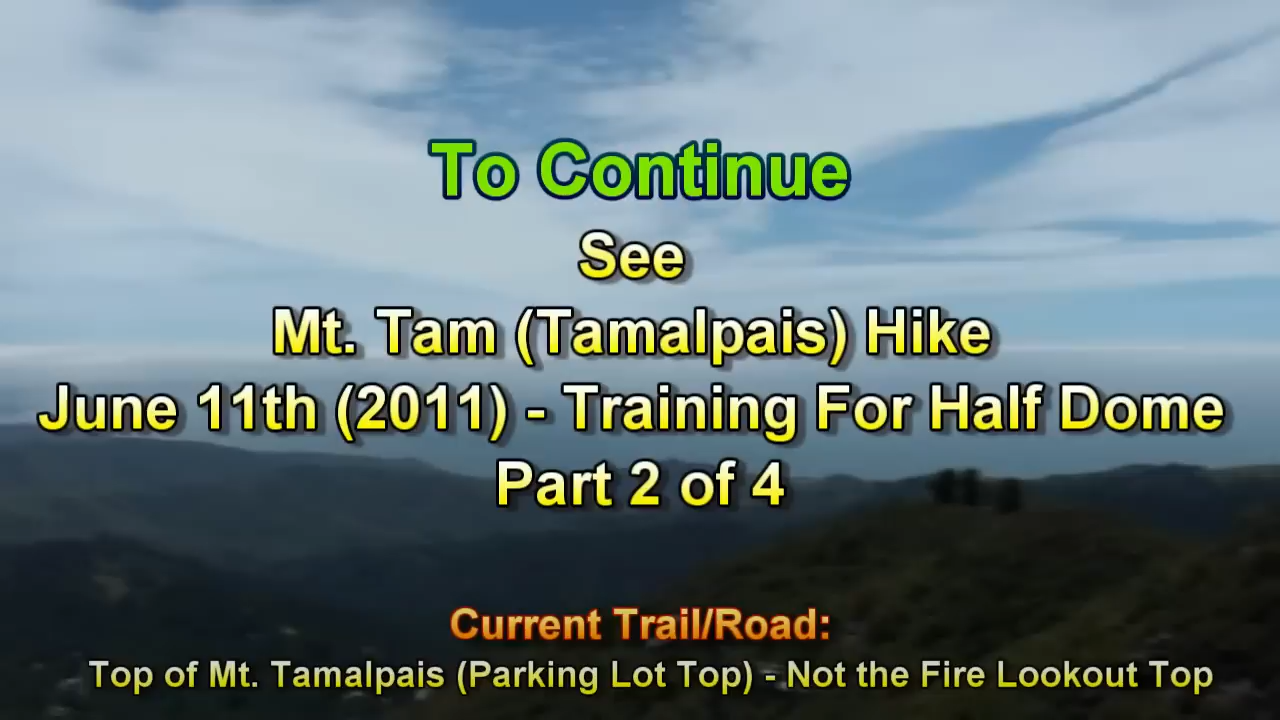 To Continue
See
Mt. Tam (Tamalpais) Hike
June 11th (2011) - Training For Half Dome
Part 2 of 4
Current Trail/Road:
Top of Mt. Tamalpais (Parking Lot Top) - Not the Fire Lookout Top